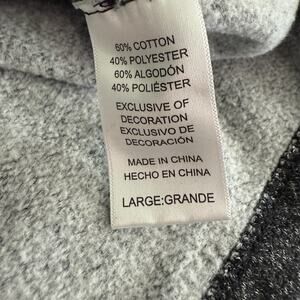 60% COTTON
40% POLYESTER
60% ALGODÓN
40% POLIÉSTER
EXCLUSIVE OF
DECORATION
EXCLUSIVO DE
DECORACIÓN
MADE IN CHINA
HECHO EN CHINA
LARGE:GRANDE